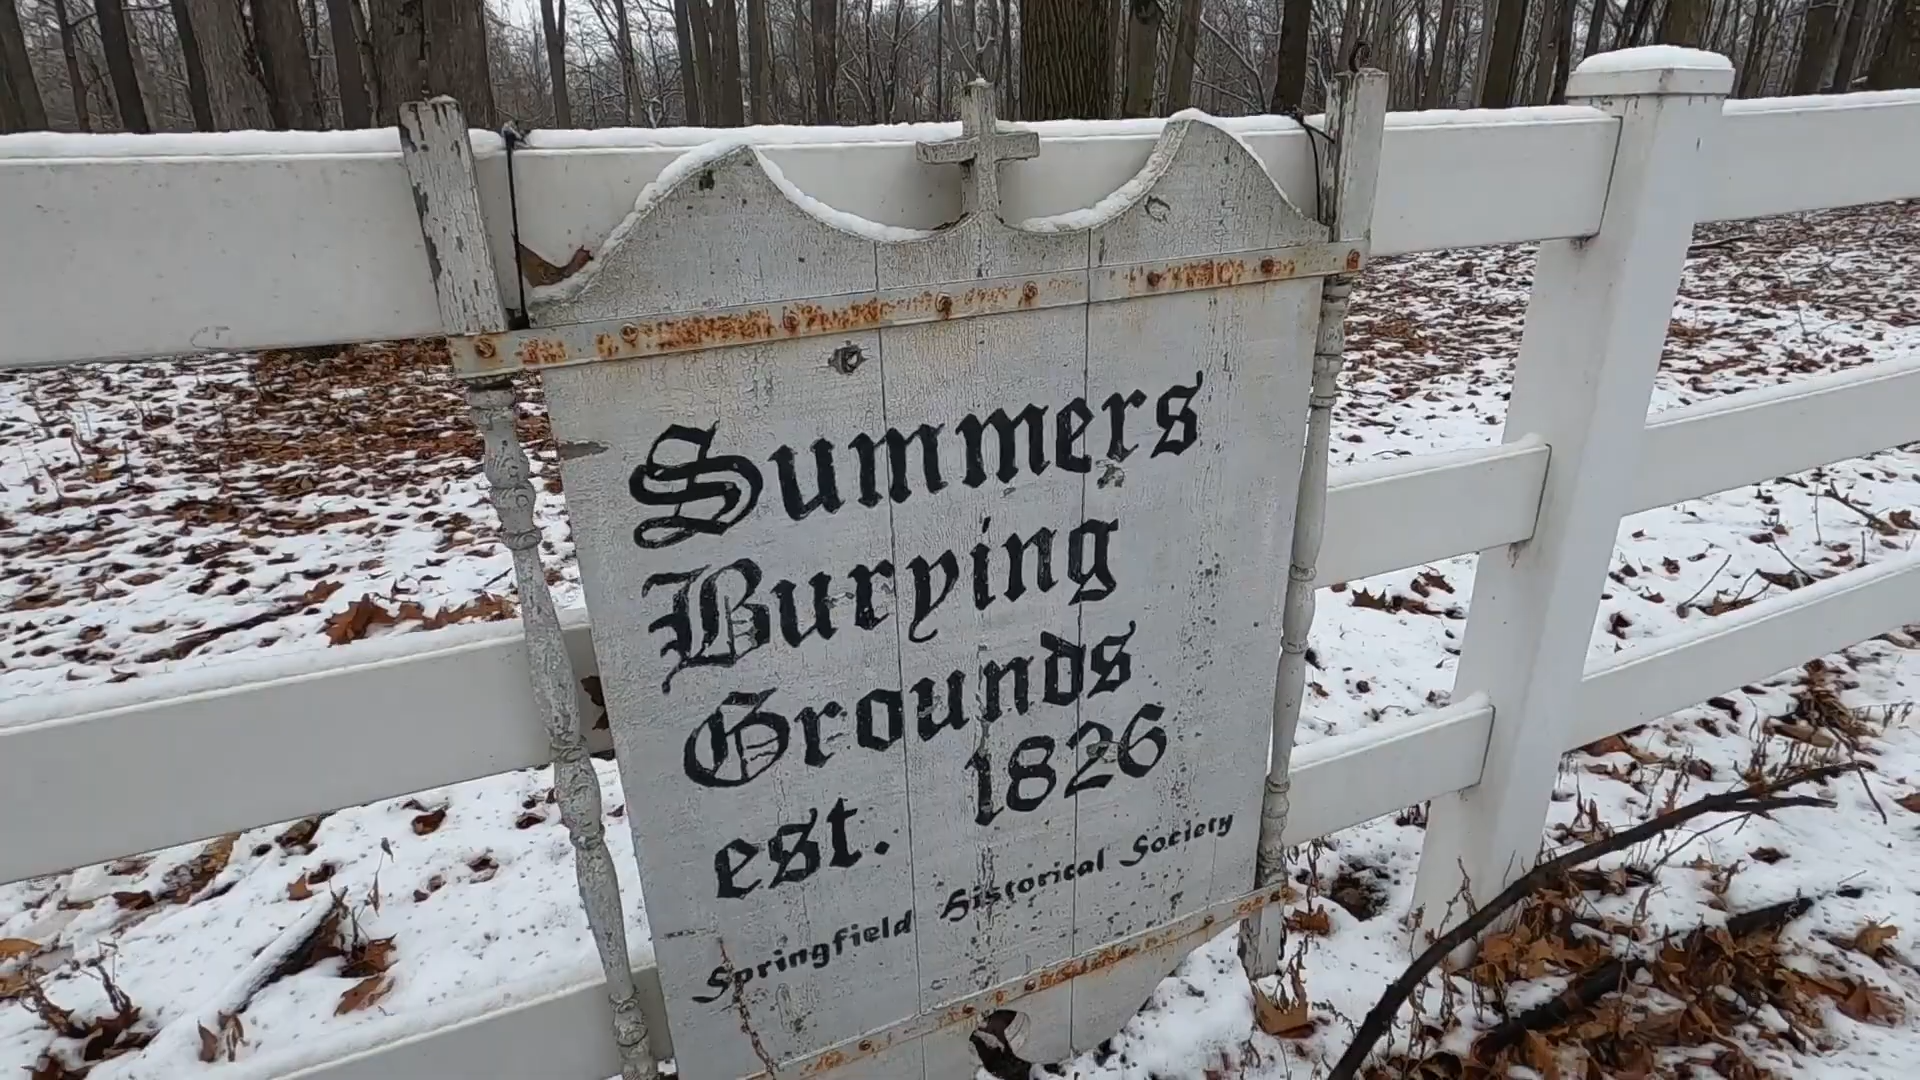 Summers
Burying
Grounds
est. 1826
Springfield Historical Society